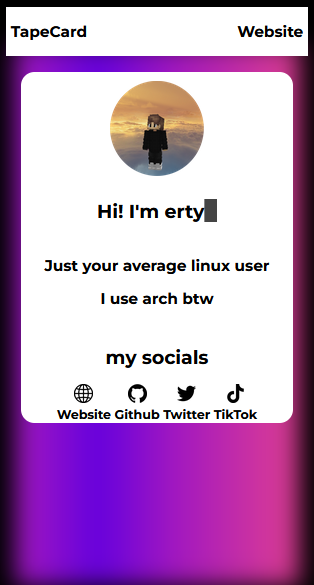 TapeCard Website
Hi! I'm erty
Just your average linux user
I use arch btw
my socials
Website Github Twitter TikTok